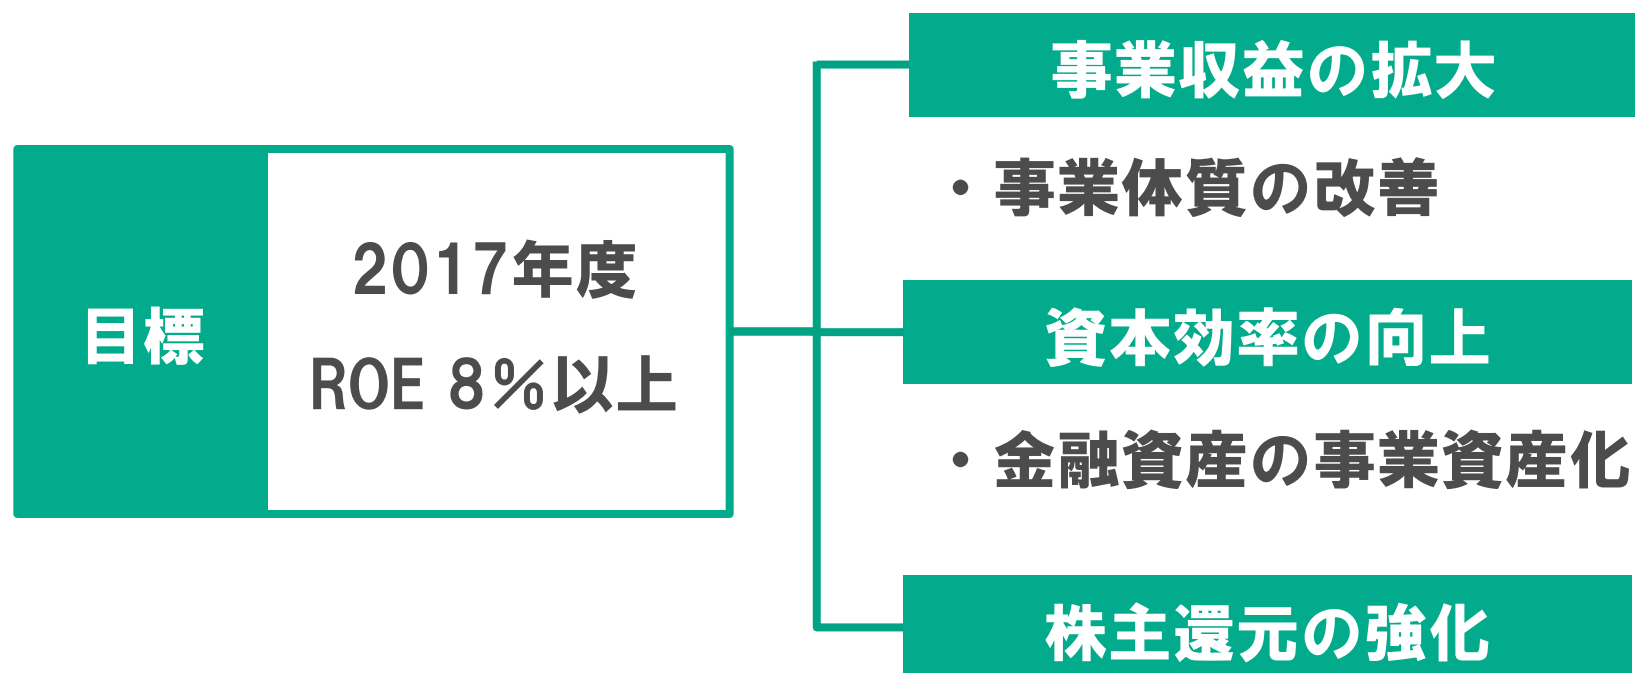 目標
2017年度
ROE 8%以上
事業収益の拡大
・事業体質の改善
資本効率の向上
・金融資産の事業資産化
株主還元の強化